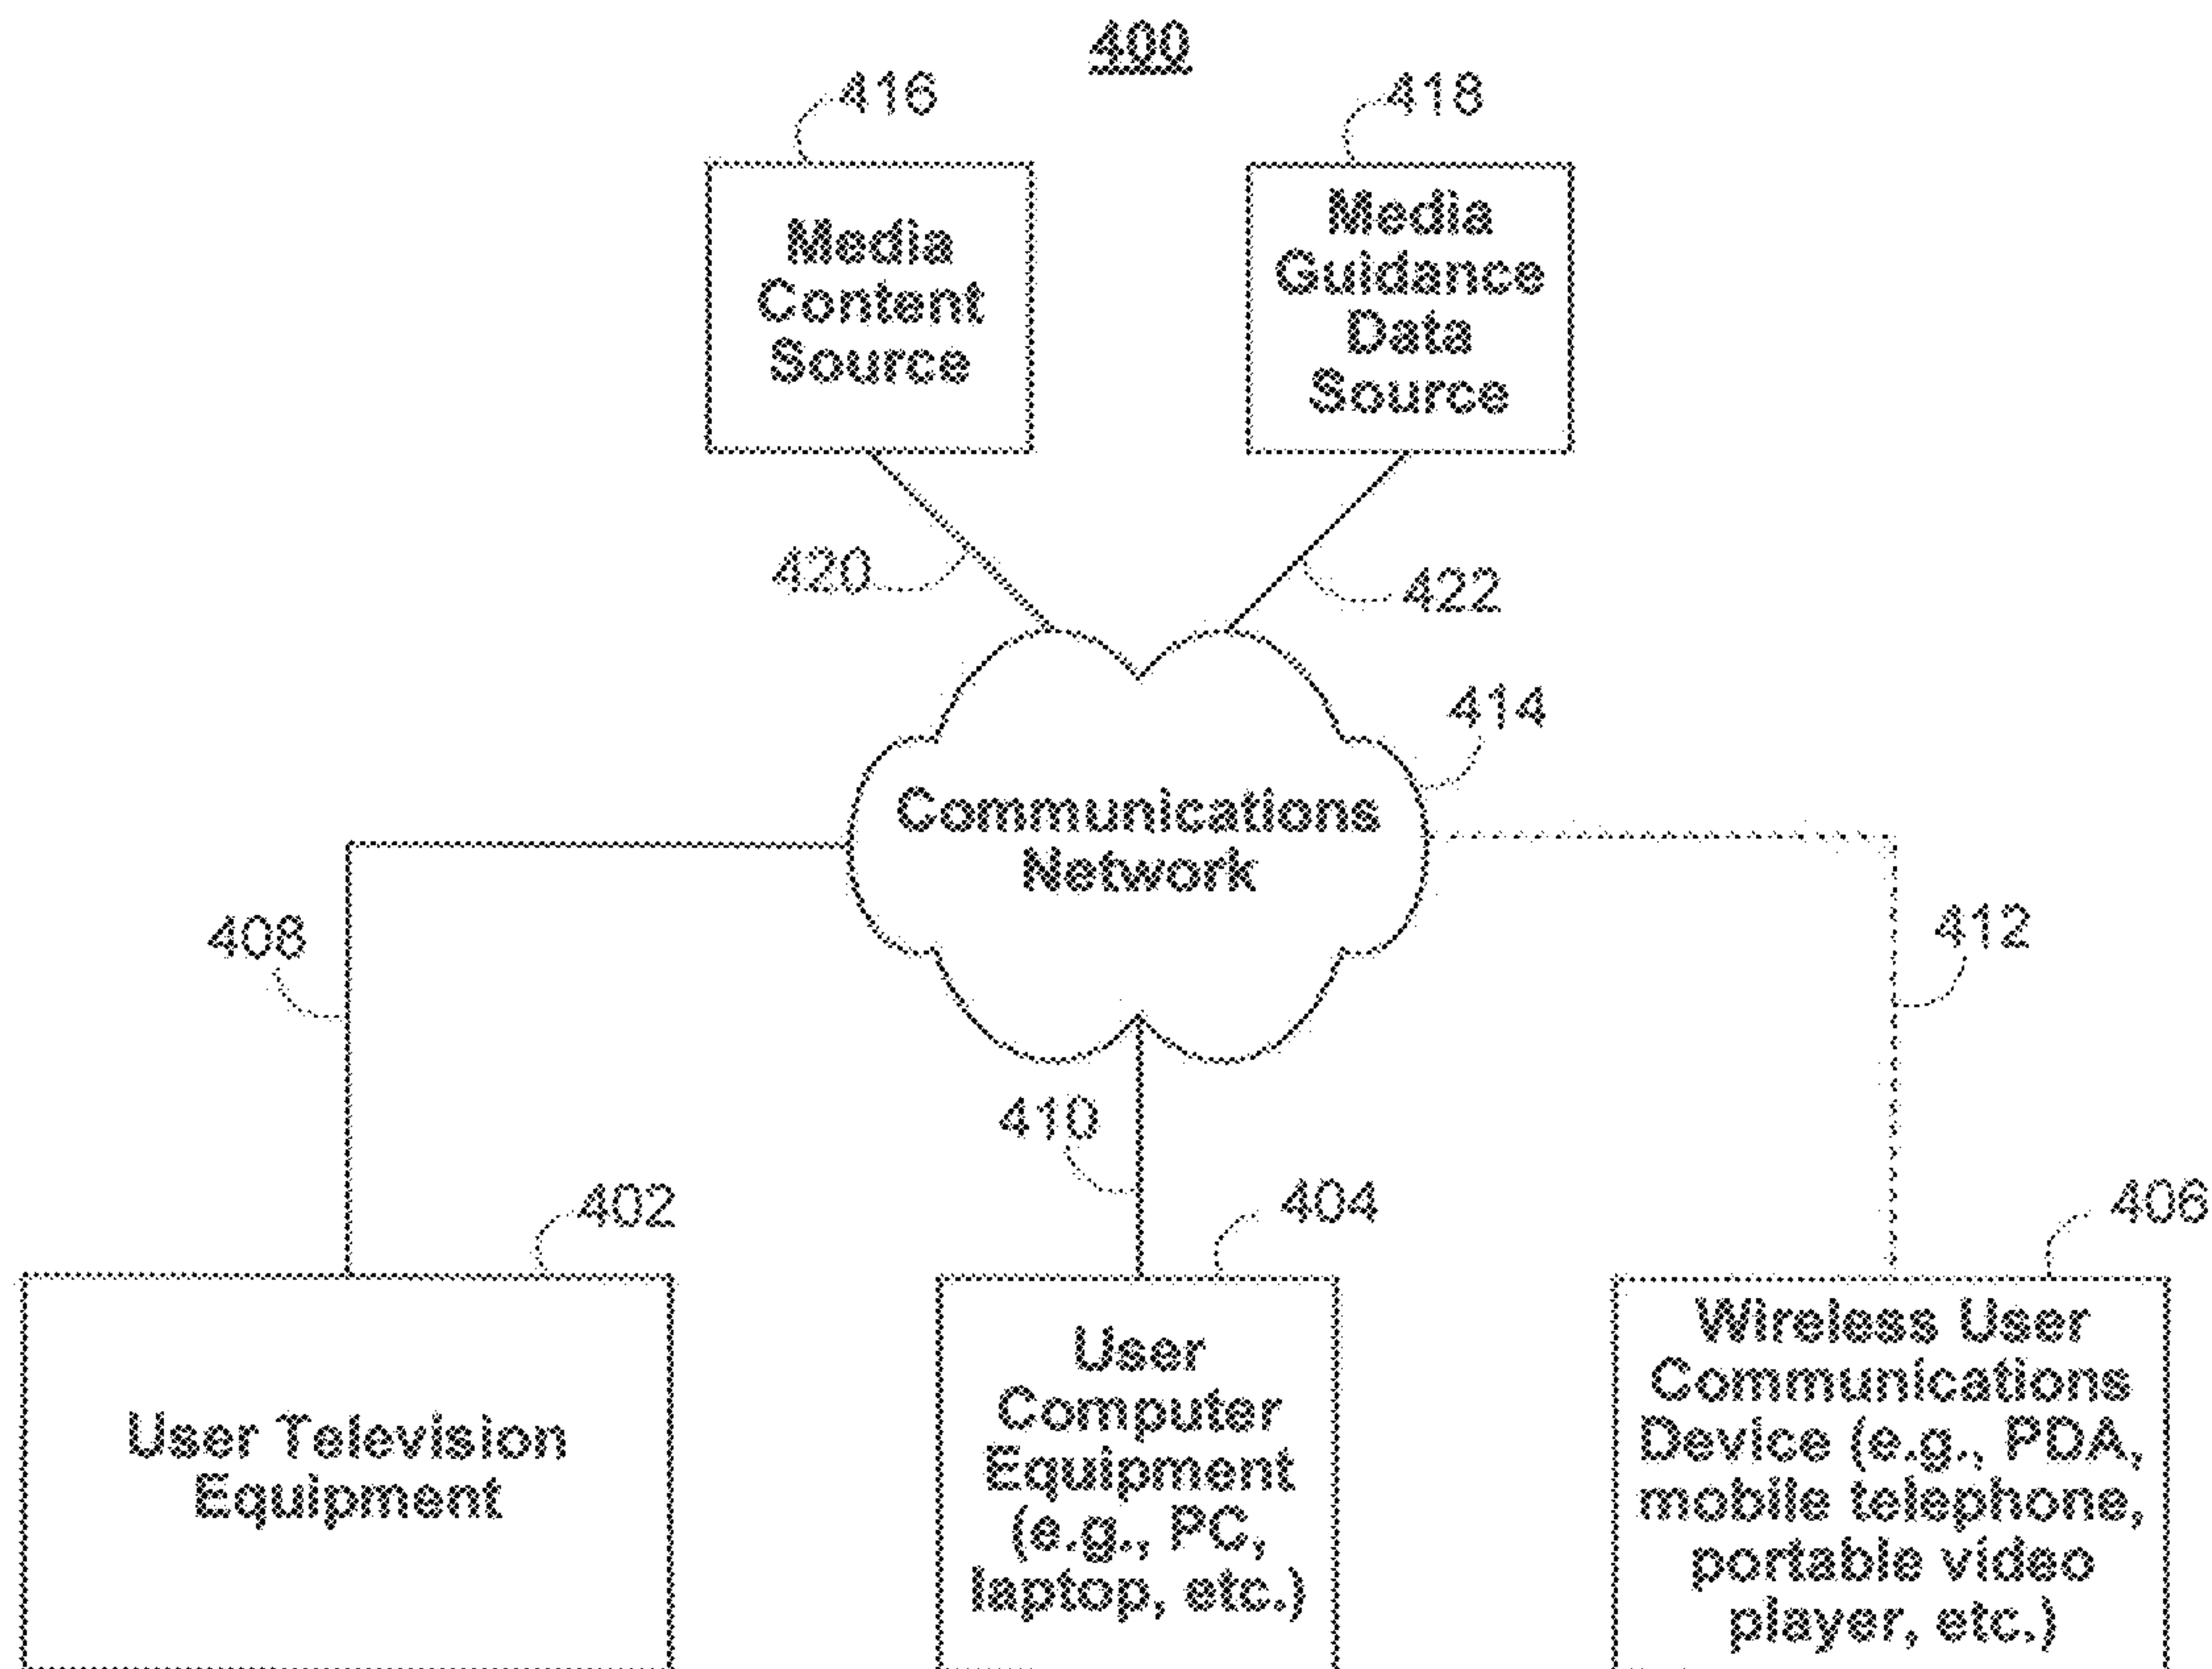 400
416
418
Media
Content
Source
Media
Guidance
Data
Source
420
422
414
Communications
Network
408
412
410
402
404
406
User Television
Equipment
User
Computer
Equipment
(e.g., PC,
laptop, etc.)
Wireless User
Communications
Device (e.g., PDA,
mobile telephone,
portable video
player, etc.)